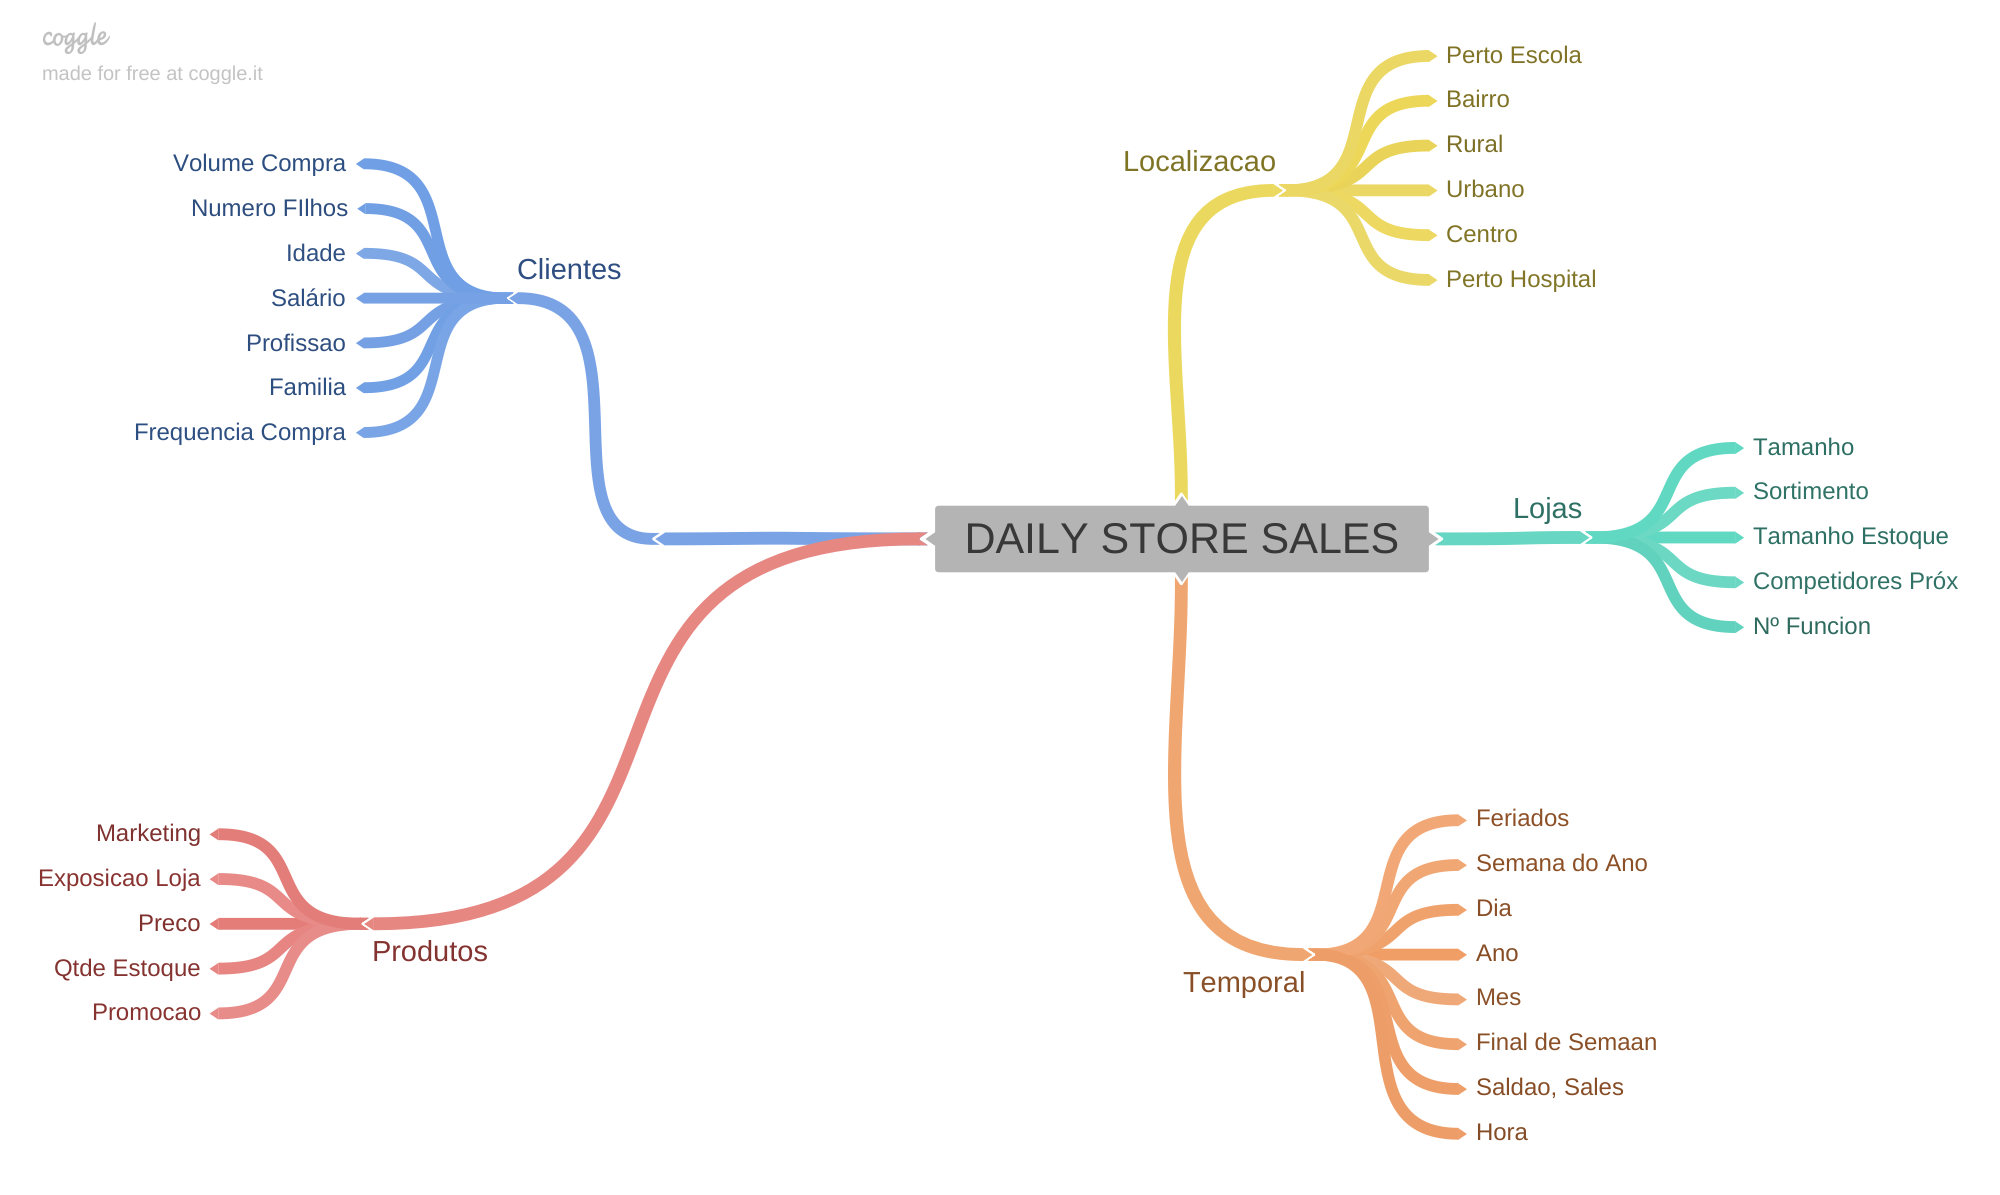 coggle
made for free at coggle.it
Clientes
Volume Compra
Numero FIlhos
Idade
Salário
Profissao
Familia
Frequencia Compra
Localizacao
Perto Escola
Bairro
Rural
Urbano
Centro
Perto Hospital
DAILY STORE SALES
Lojas
Tamanho
Sortimento
Tamanho Estoque
Competidores Próx
Nº Funcion
Produtos
Marketing
Exposicao Loja
Preco
Qtde Estoque
Promocao
Temporal
Feriados
Semana do Ano
Dia
Ano
Mes
Final de Semaan
Saldao, Sales
Hora